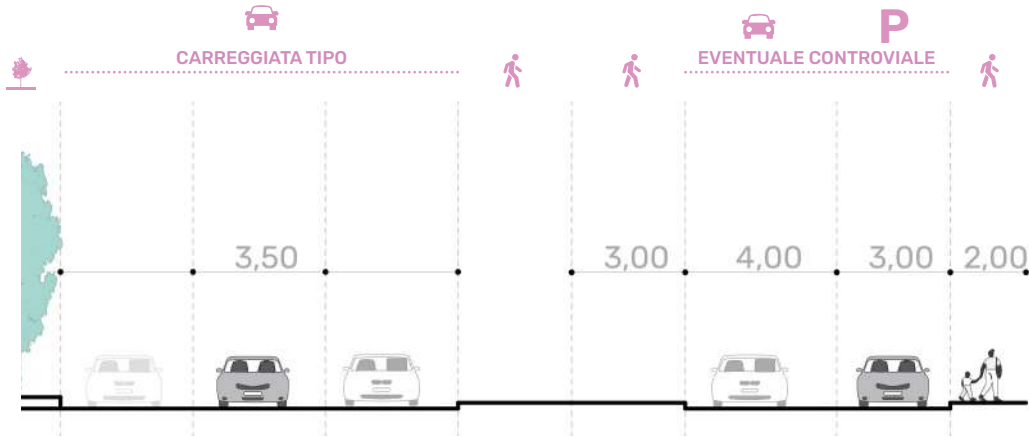 P
CARREGGIATA TIPO
EVENTUALE CONTROVIALE
3,50
3,00
4,00
3,00
2,00